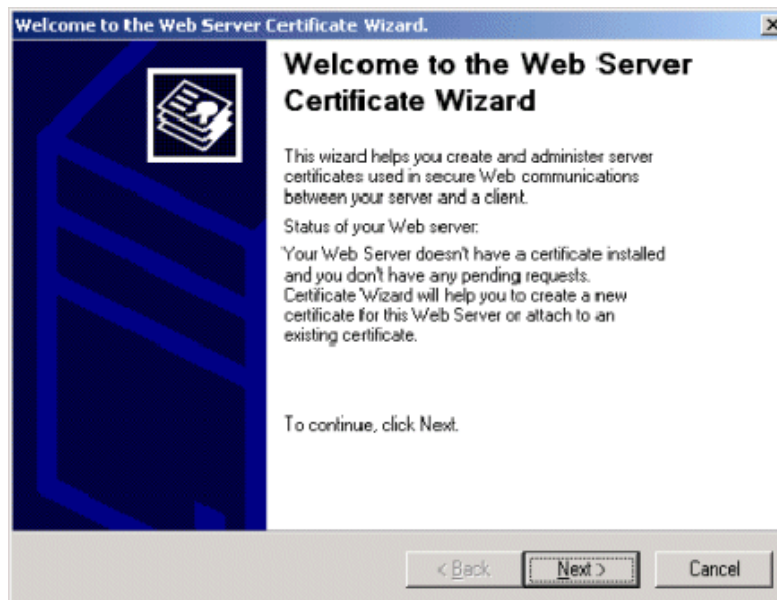 Welcome to the Web Server Certificate Wizard.
Welcome to the Web Server
Certificate Wizard
This wizard helps you create and administer server
certificates used in secure Web communications
between your server and a client.
Status of your Web server:
Your Web Server doesn't have a certificate installed
and you don't have any pending requests.
Certificate Wizard will help you to create a new
certificate for this Web Server or attach to an
existing certificate.
To continue, click Next.
< Back
Next >
Cancel